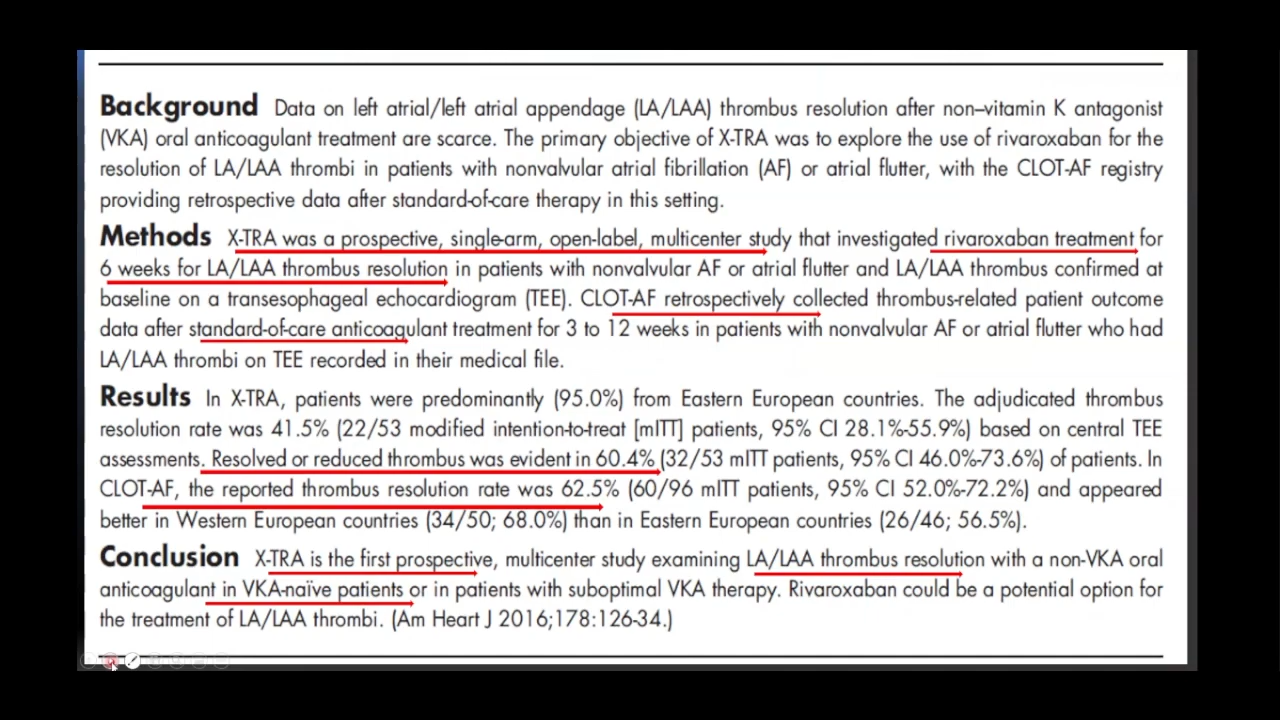 Background Data on left atrial/left atrial appendage (LA/LAA) thrombus resolution after non–vitamin K antagonist
(VKA) oral anticoagulant treatment are scarce. The primary objective of X-TRA was to explore the use of rivaroxaban for the
resolution of LA/LAA thrombi in patients with nonvalvular atrial fibrillation (AF) or atrial flutter, with the CLOT-AF registry
providing retrospective data after standard-of-care therapy in this setting.
Methods X-TRA was a prospective, single-arm, open-label, multicenter study that investigated rivaroxaban treatment for
6 weeks for LA/LAA thrombus resolution in patients with nonvalvular AF or atrial flutter and LA/LAA thrombus confirmed at
baseline on a transesophageal echocardiogram (TEE). CLOT-AF retrospectively collected thrombus-related patient outcome
data after standard-of-care anticoagulant treatment for 3 to 12 weeks in patients with nonvalvular AF or atrial flutter who had
LA/LAA thrombi on TEE recorded in their medical file.
Results In X-TRA, patients were predominantly (95.0%) from Eastern European countries. The adjudicated thrombus
resolution rate was 41.5% (22/53 modified intention-to-treat [mITT] patients, 95% CI 28.1%-55.9%) based on central TEE
assessments. Resolved or reduced thrombus was evident in 60.4% (32/53 mITT patients, 95% CI 46.0%-73.6%) of patients. In
CLOT-AF, the reported thrombus resolution rate was 62.5% (60/96 mITT patients, 95% CI 52.0%-72.2%) and appeared
better in Western European countries (34/50; 68.0%) than in Eastern European countries (26/46; 56.5%).
Conclusion X-TRA is the first prospective, multicenter study examining LA/LAA thrombus resolution with a non-VKA oral
anticoagulant in VKA-naïve patients or in patients with suboptimal VKA therapy. Rivaroxaban could be a potential option for
the treatment of LA/LAA thrombi. (Am Heart J 2016;178:126-34.)